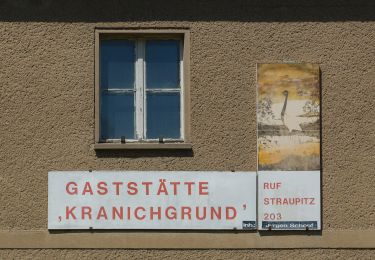 GASTSTÄTTE
‚KRANICHGRUND'
RUF
STRAUPITZ
203